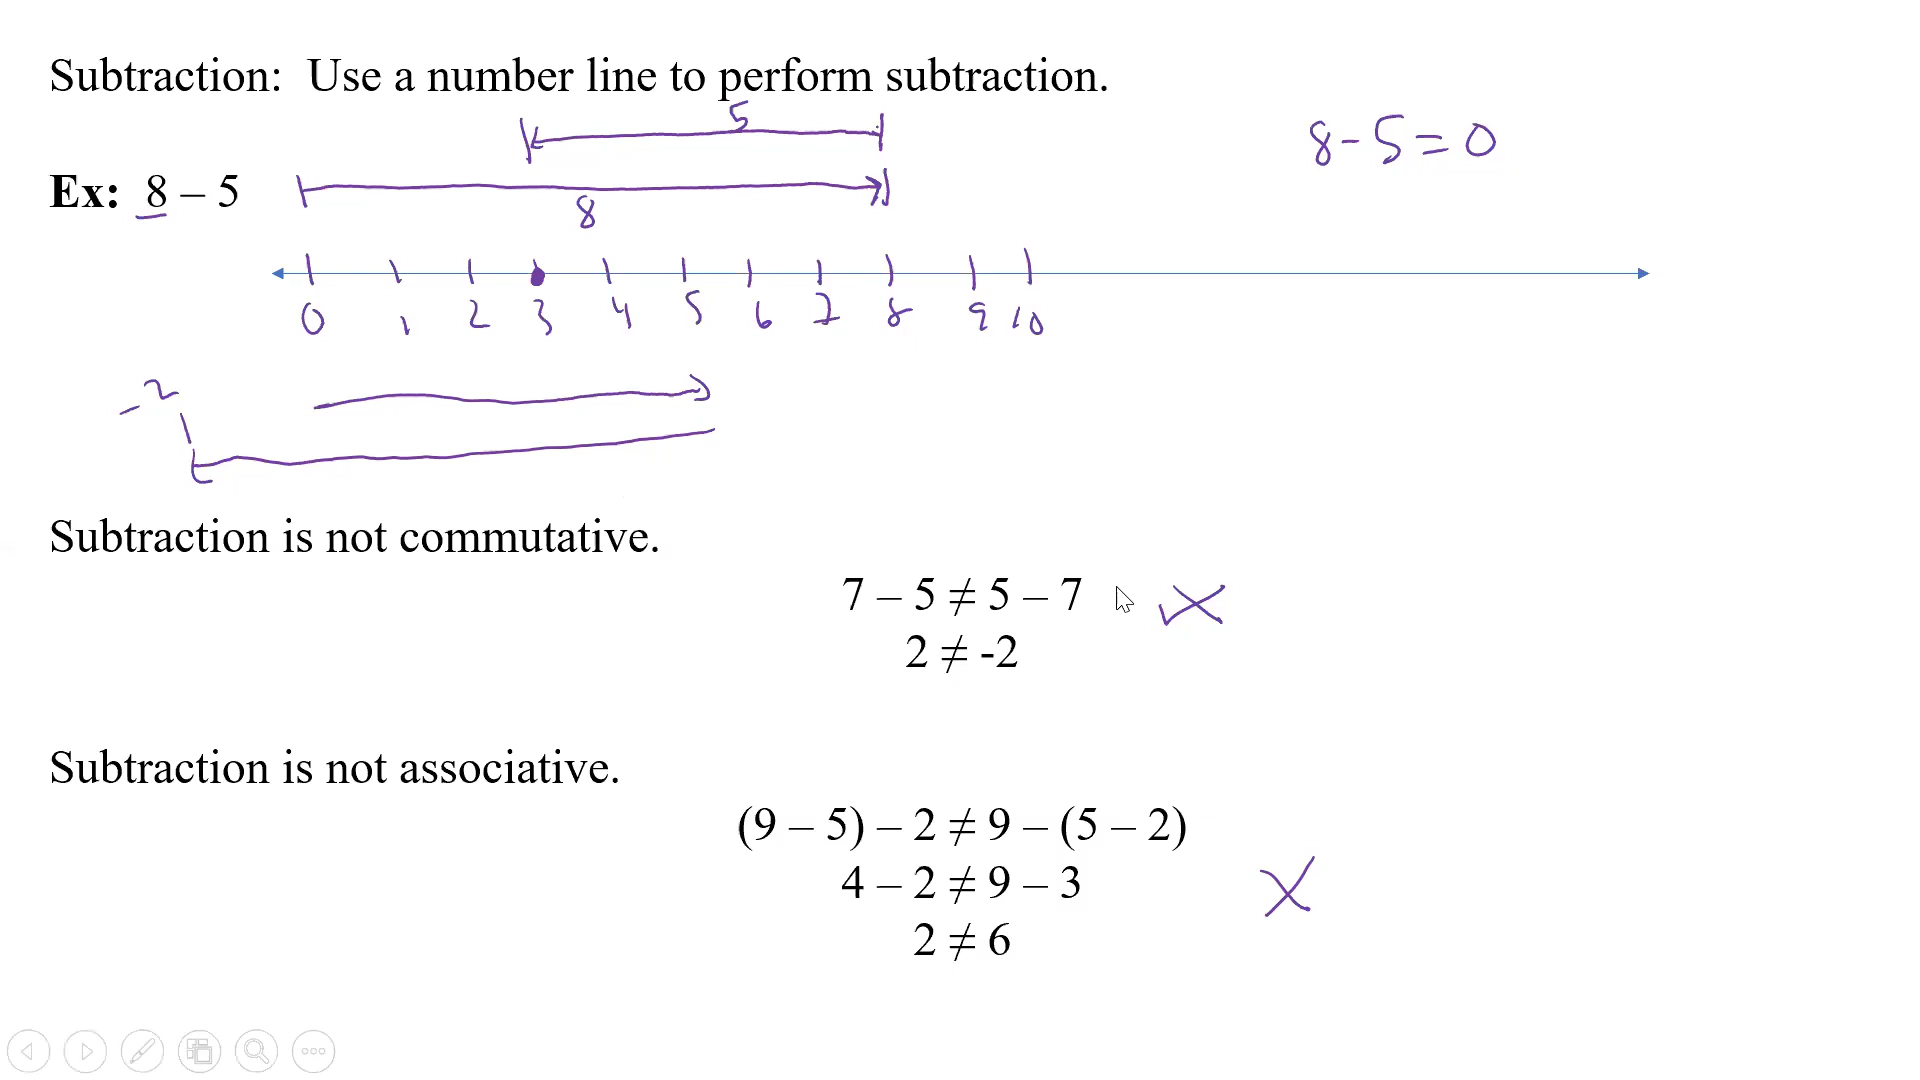 Subtraction: Use a number line to perform subtraction.
5
8-5=0
Ex: 8 – 5
8
0 1 2 3 4 5 6 7 8 9 10
-2
Subtraction is not commutative.
7 – 5 ≠ 5 – 7
2 ≠ -2
Subtraction is not associative.
(9 – 5) – 2 ≠ 9 – (5 – 2)
4 – 2 ≠ 9 – 3
2 ≠ 6